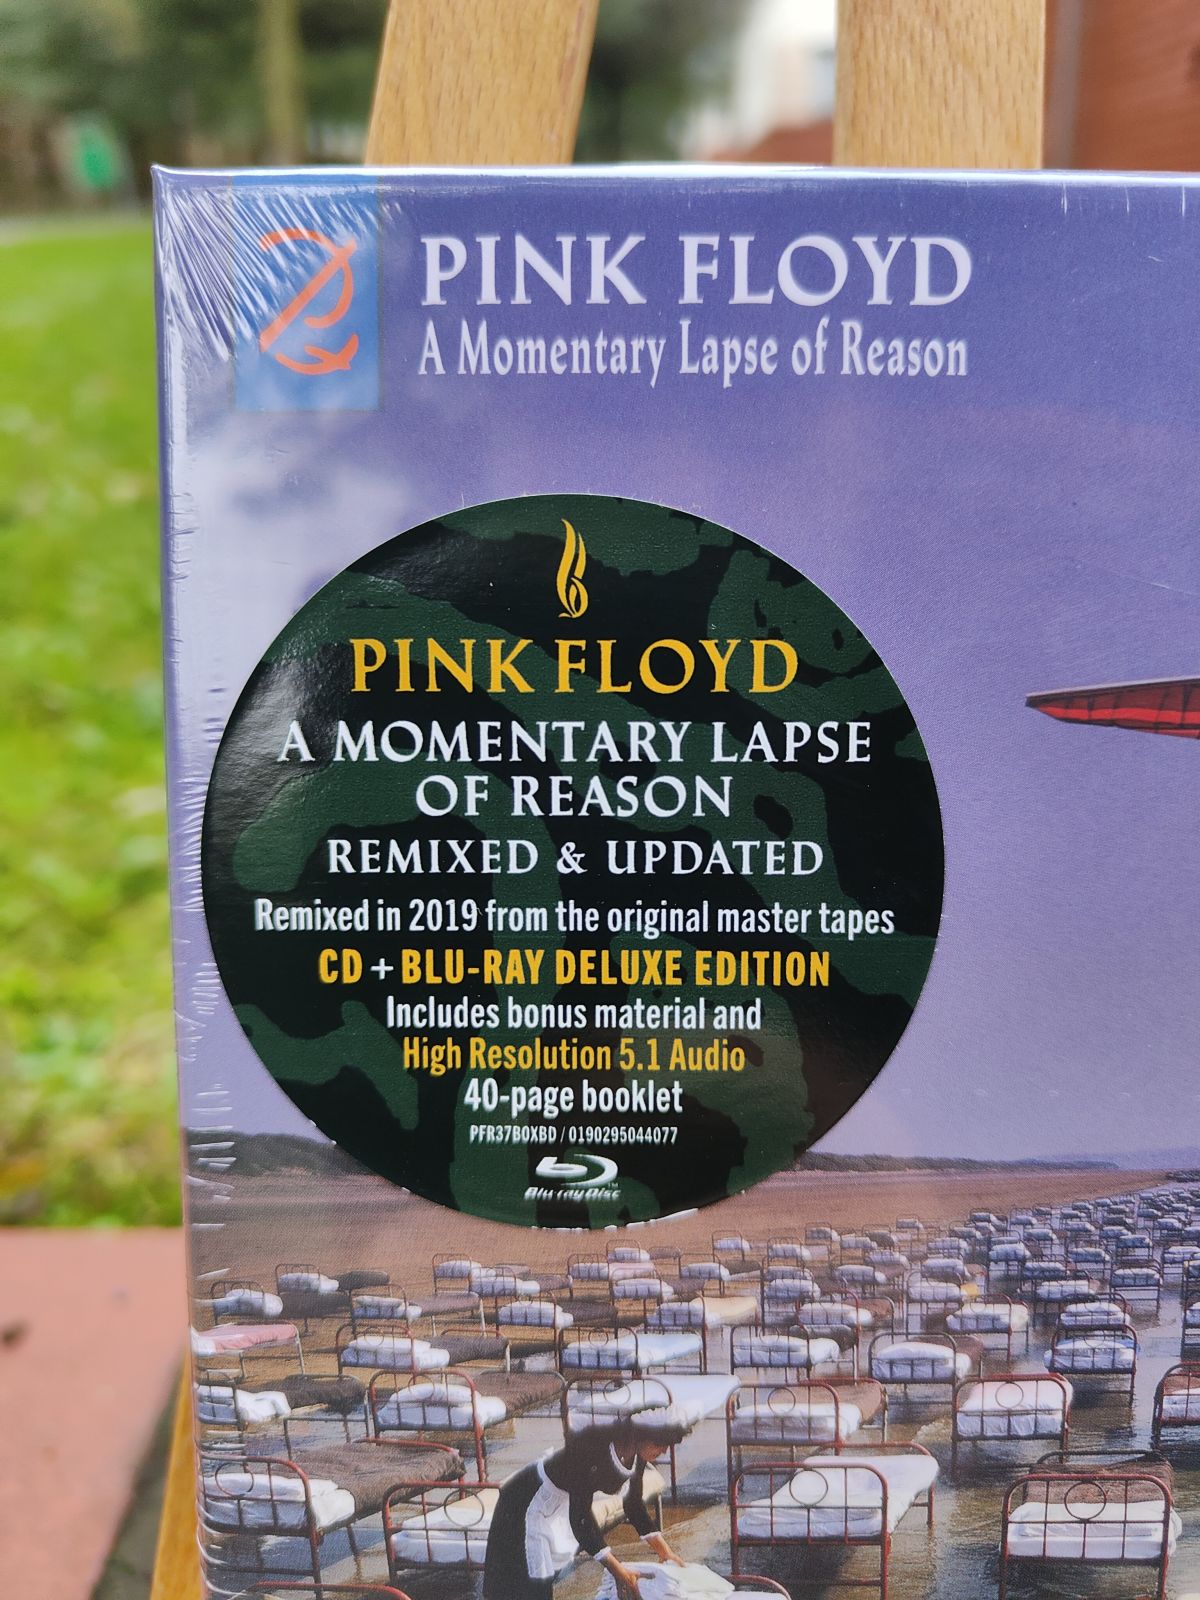 PINK FLOYD
A Momentary Lapse of Reason
PINK FLOYD
A MOMENTARY LAPSE
OF REASON
REMIXED & UPDATED
Remixed in 2019 from the original master tapes
CD + BLU-RAY DELUXE EDITION
Includes bonus material and
High Resolution 5.1 Audio
40-page booklet
PFR37BOXBD / 0190295044077
Blu-ray Disc™